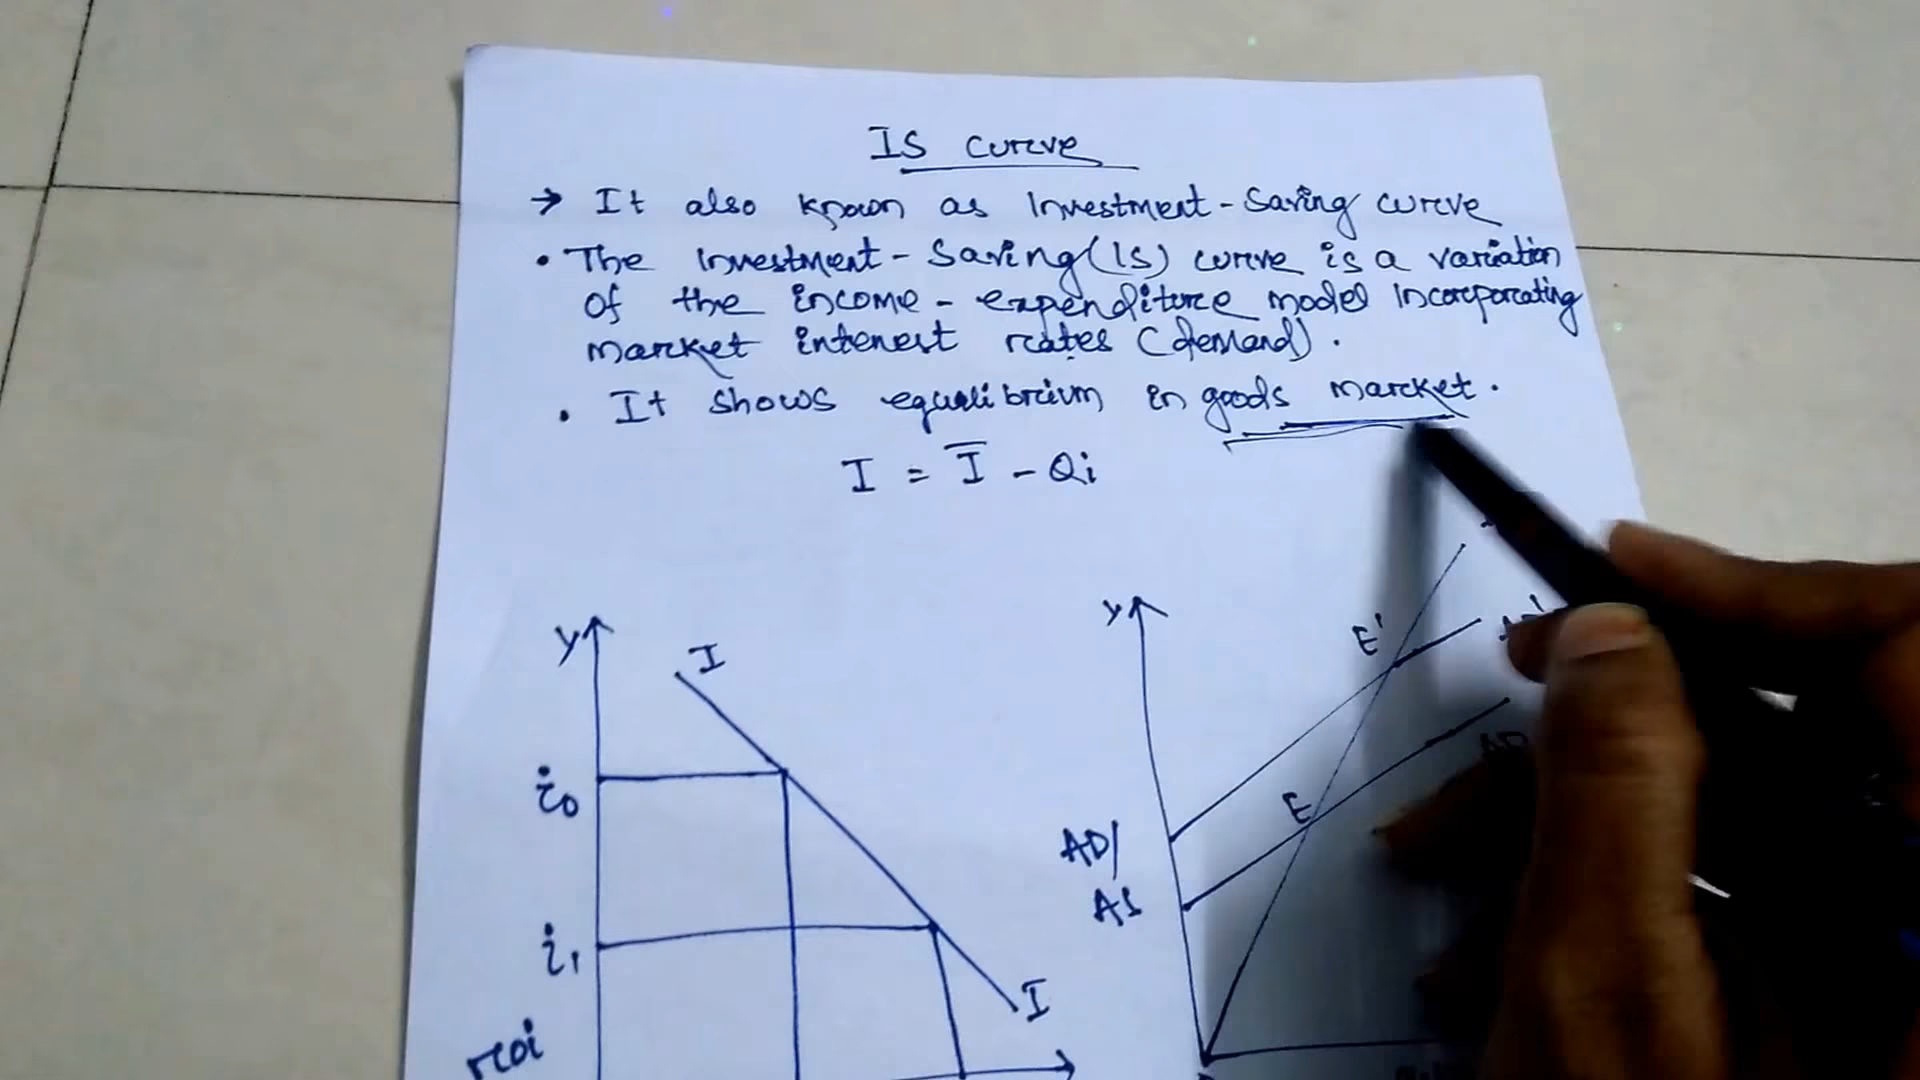 IS curve
→ It also known as Investment-Saving curve
• The Investment-Saving(IS) curve is a variation
of the income-expenditure model Incorporating
market interest rates (demand).
• It shows equilibrium in goods market.
I = Ī - Qi
y
I
i0
i1
I
roi
y
E'
E
AD/
AS